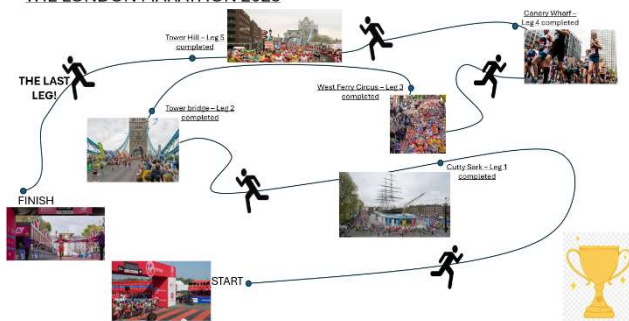 THE LONDON MARATHON 2025
Tower Hill – Leg 5
completed
Canary Wharf –
Leg 4 completed
THE LAST
LEG!
Tower bridge – Leg 2
completed
West Ferry Circus – Leg 3
completed
Cutty Sark – Leg 1
completed
FINISH
START